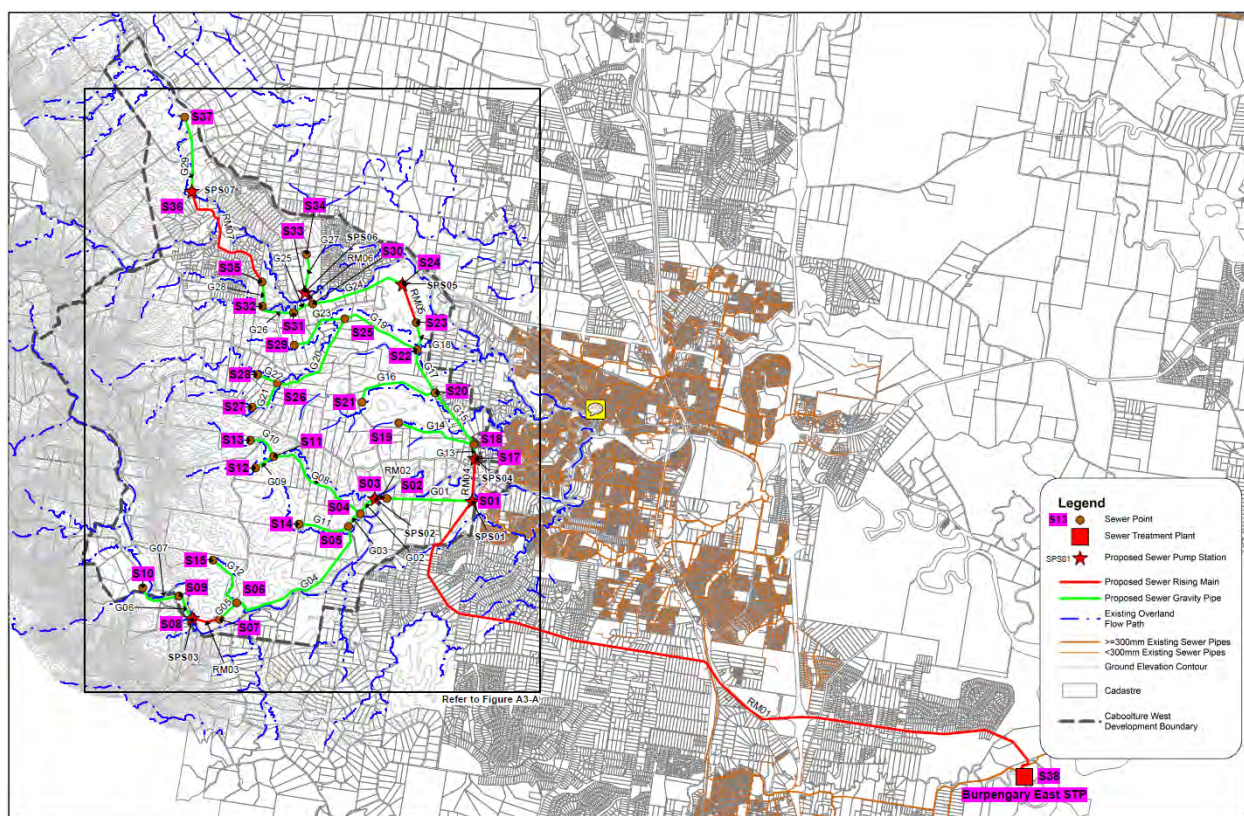 S37
G29
SPS07
S36
RM07
S34
S33
G27
SPS06
G25
RM06
S30
S24
S35
G28
G24
SPS05
RM05
S32
G23
G26
S31
S23
S29
S25
G19
G18
S22
G20
S28
G22
G17
G16
S26
S20
S21
G21
S27
G15
S19
G14
S13
S11
S18
G10
G13
S17
S12
G09
G08
RM02
SPS04
S03
S02
RM04
G01
S01
S04
S14
G11
SPS02
SPS01
S05
G03
G02
G07
S15
S10
G12
G04
S09
S06
G06
G05
S08
S07
SPS03
RM03
Refer to Figure A3-A
RM01
S38
Burpengary East STP
Legend
S13 Sewer Point
Sewer Treatment Plant
SPS01 Proposed Sewer Pump Station
Proposed Sewer Rising Main
Proposed Sewer Gravity Pipe
Existing Overland
Flow Path
>=300mm Existing Sewer Pipes
<300mm Existing Sewer Pipes
Ground Elevation Contour
Cadastre
Caboolture West
Development Boundary